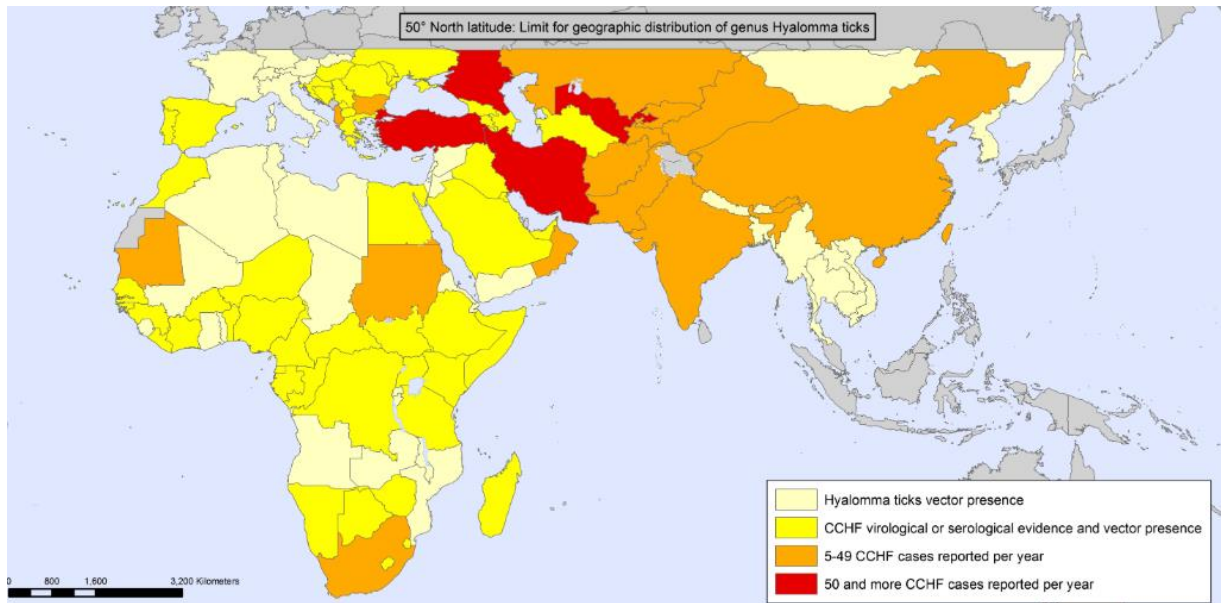 50° North latitude: Limit for geographic distribution of genus Hyalomma ticks
Hyalomma ticks vector presence
CCHF virological or serological evidence and vector presence
5-49 CCHF cases reported per year
50 and more CCHF cases reported per year
0 800 1,600 3,200 Kilometers